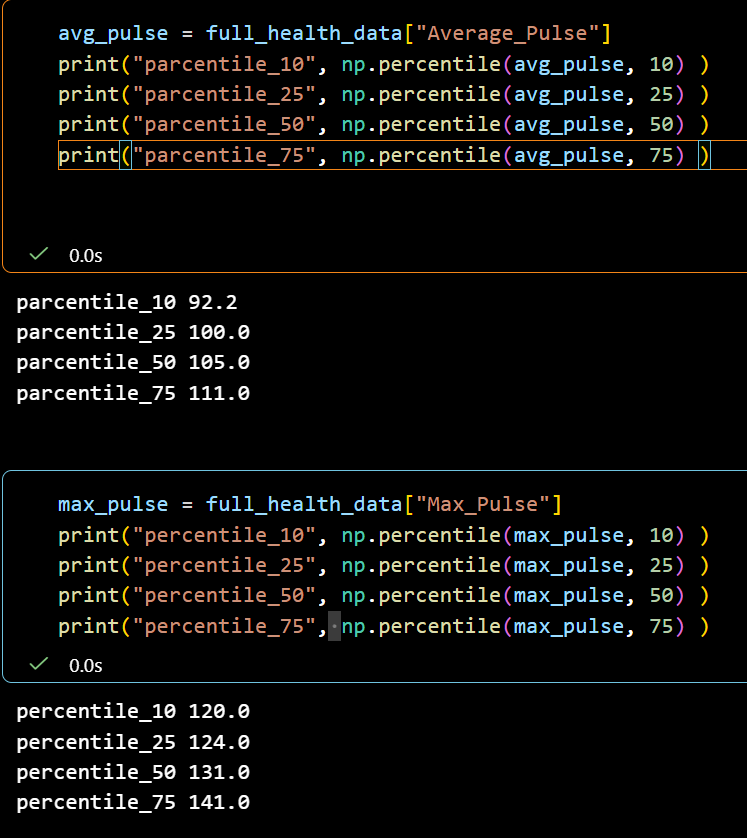 avg_pulse = full_health_data["Average_Pulse"]
print("parcentile_10", np.percentile(avg_pulse, 10) )
print("parcentile_25", np.percentile(avg_pulse, 25) )
print("parcentile_50", np.percentile(avg_pulse, 50) )
print("parcentile_75", np.percentile(avg_pulse, 75) )
0.0s
parcentile_10 92.2
parcentile_25 100.0
parcentile_50 105.0
parcentile_75 111.0
max_pulse = full_health_data["Max_Pulse"]
print("percentile_10", np.percentile(max_pulse, 10) )
print("percentile_25", np.percentile(max_pulse, 25) )
print("percentile_50", np.percentile(max_pulse, 50) )
print("percentile_75", np.percentile(max_pulse, 75) )
0.0s
percentile_10 120.0
percentile_25 124.0
percentile_50 131.0
percentile_75 141.0